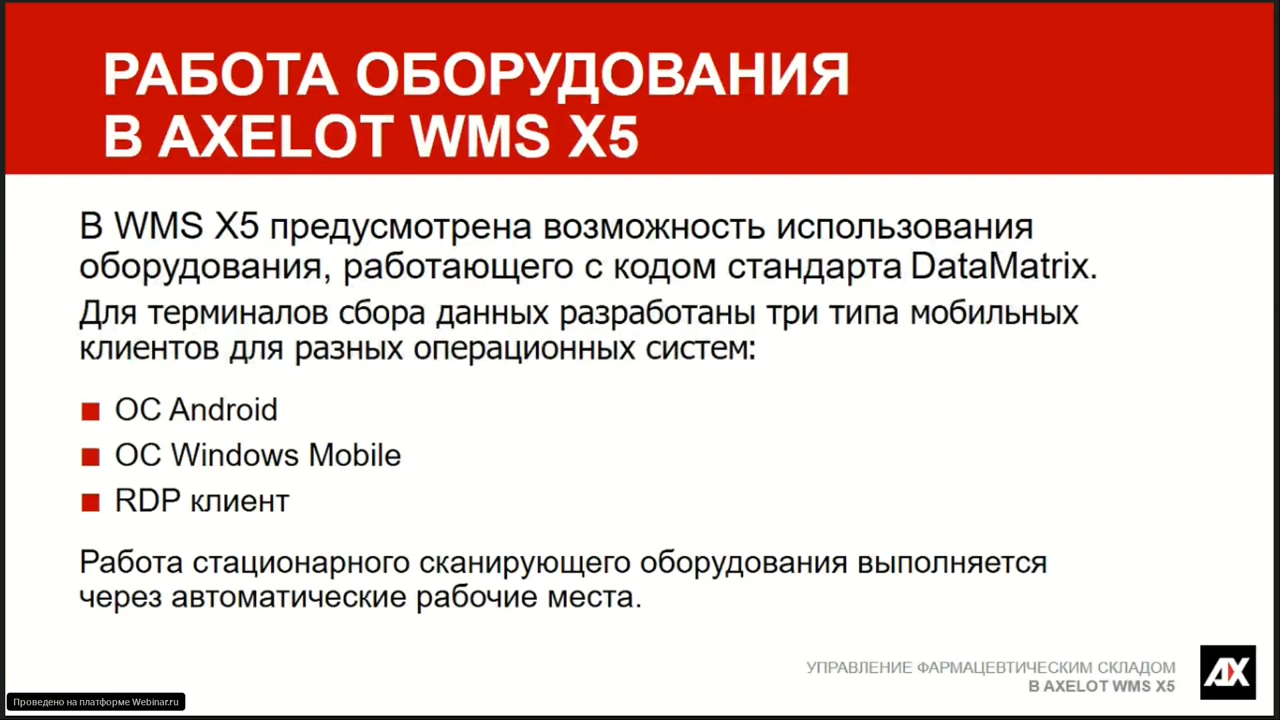 РАБОТА ОБОРУДОВАНИЯ
В AXELOT WMS X5
В WMS X5 предусмотрена возможность использования
оборудования, работающего с кодом стандарта DataMatrix.
Для терминалов сбора данных разработаны три типа мобильных
клиентов для разных операционных систем:
ОС Android
ОС Windows Mobile
RDP клиент
Работа стационарного сканирующего оборудования выполняется
через автоматические рабочие места.
УПРАВЛЕНИЕ ФАРМАЦЕВТИЧЕСКИМ СКЛАДОМ
В AXELOT WMS X5
AX
Проведено на платформе Webinar.ru